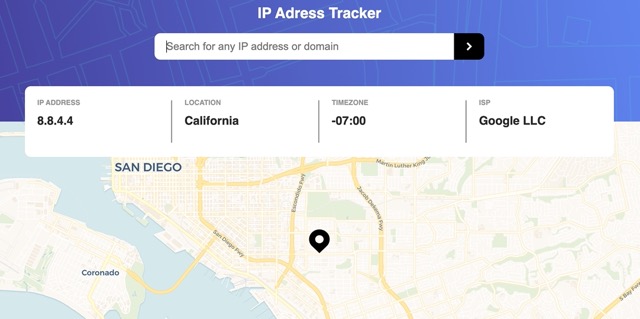 IP Adress Tracker
Search for any IP address or domain
IP ADDRESS
8.8.4.4
LOCATION
California
TIMEZONE
-07:00
ISP
Google LLC
SAN DIEGO
Martin Luther King
Escondido Fwy
Jacob Dekema Fwy
San Diego Fwy
Coronado
S Bay